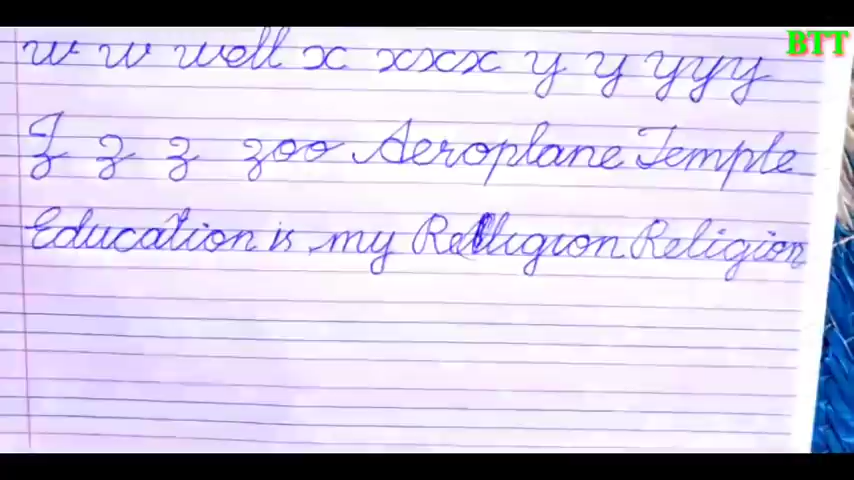 BTT
w w well x xxx y y yyy
z z z zoo Aeroplane Temple
Education is my Religion Religion